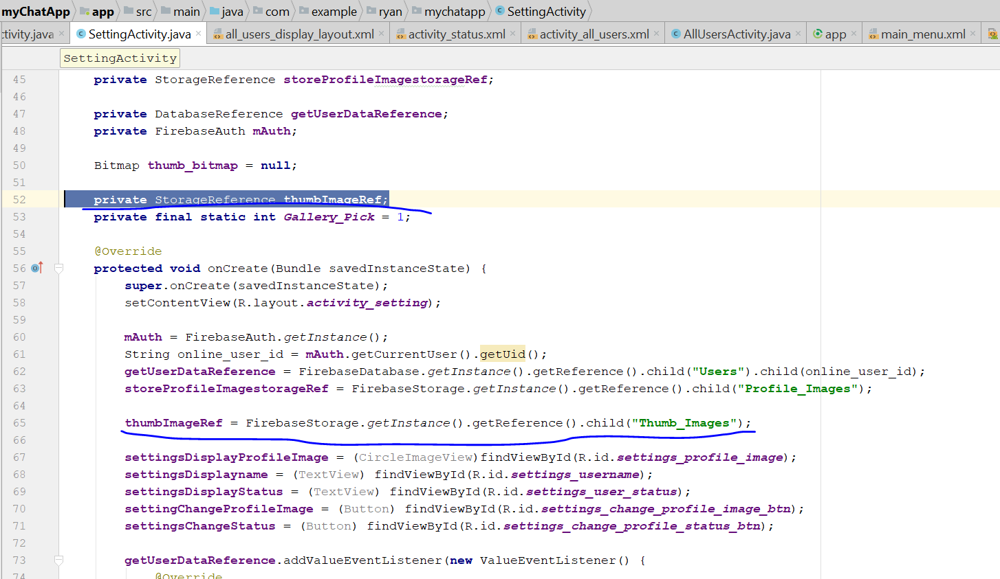 myChatApp app src main java com example ryan mychatapp SettingActivity
ctivity.java SettingActivity.java all_users_display_layout.xml activity_status.xml activity_all_users.xml AllUsersActivity.java app main_menu.xml
SettingActivity
45 private StorageReference storeProfileImagestorageRef;
46
47 private DatabaseReference getUserDataReference;
48 private FirebaseAuth mAuth;
49
50 Bitmap thumb_bitmap = null;
51
52 private StorageReference thumbImageRef;
53 private final static int Gallery_Pick = 1;
54
55 @Override
56 protected void onCreate(Bundle savedInstanceState) {
57 super.onCreate(savedInstanceState);
58 setContentView(R.layout.activity_setting);
59
60 mAuth = FirebaseAuth.getInstance();
61 String online_user_id = mAuth.getCurrentUser().getUid();
62 getUserDataReference = FirebaseDatabase.getInstance().getReference().child("Users").child(online_user_id);
63 storeProfileImagestorageRef = FirebaseStorage.getInstance().getReference().child("Profile_Images");
64
65 thumbImageRef = FirebaseStorage.getInstance().getReference().child("Thumb_Images");
66
67 settingsDisplayProfileImage = (CircleImageView)findViewById(R.id.settings_profile_image);
68 settingsDisplayname = (TextView) findViewById(R.id.settings_username);
69 settingsDisplayStatus = (TextView) findViewById(R.id.settings_user_status);
70 settingChangeProfileImage = (Button) findViewById(R.id.settings_change_profile_image_btn);
71 settingsChangeStatus = (Button) findViewById(R.id.settings_change_profile_status_btn);
72
73 getUserDataReference.addValueEventListener(new ValueEventListener() {
74 @Override